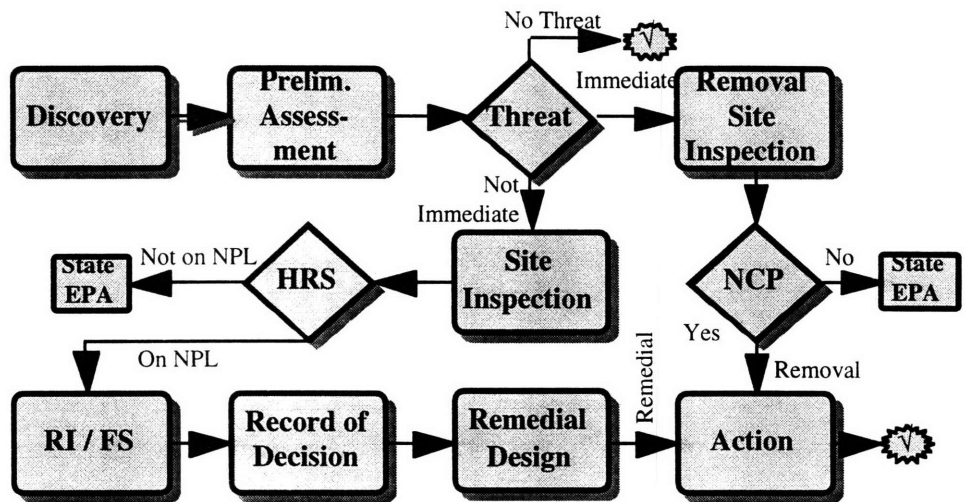 No Threat
√
Immediate
Discovery
Prelim.
Assess-
ment
Threat
Removal
Site
Inspection
Not
Immediate
State
EPA
Not on NPL
HRS
Site
Inspection
NCP
No
State
EPA
On NPL
Yes
Remedial
Removal
RI / FS
Record of
Decision
Remedial
Design
Action
√